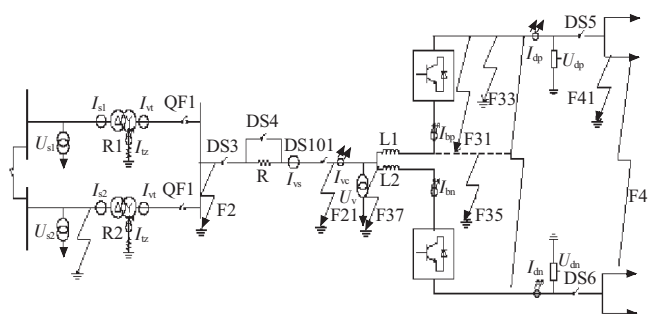 DS5
I_dp
U_dp
F33
F41
DS4
F31
I_s1
I_vt
QF1
I_bp
U_s1
R1
I_tz
DS3
DS101
L1
F4
R
I_vs
I_vc
L2
I_s2
I_vt
QF1
F2
U_v
I_bn
F21
F37
F35
U_s2
R2
I_tz
U_dn
I_dn
DS6